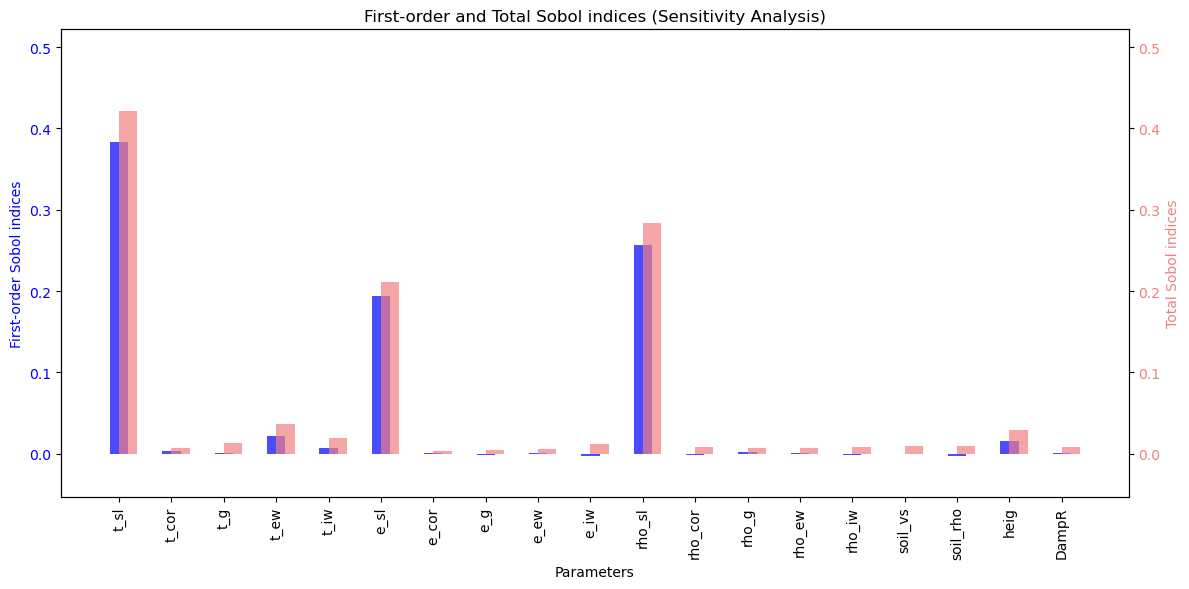 First-order and Total Sobol indices (Sensitivity Analysis)
First-order Sobol indices
0.5
0.4
0.3
0.2
0.1
0.0
0.5
0.4
0.3
0.2
0.1
0.0
Total Sobol indices
t_sl
t_cor
t_g
t_ew
t_iw
e_sl
e_cor
e_g
e_ew
e_iw
rho_sl
rho_cor
rho_g
rho_ew
rho_iw
soil_vs
soil_rho
heig
DampR
Parameters